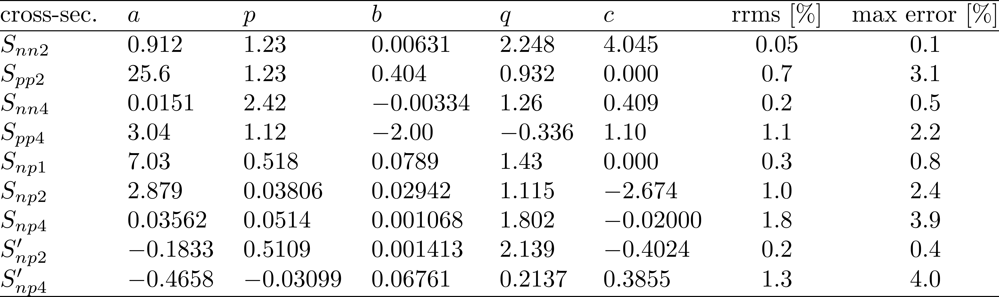 cross-sec. a p b q c rrms [%] max error [%]
S_{nn2} 0.912 1.23 0.00631 2.248 4.045 0.05 0.1
S_{pp2} 25.6 1.23 0.404 0.932 0.000 0.7 3.1
S_{nn4} 0.0151 2.42 −0.00334 1.26 0.409 0.2 0.5
S_{pp4} 3.04 1.12 −2.00 −0.336 1.10 1.1 2.2
S_{np1} 7.03 0.518 0.0789 1.43 0.000 0.3 0.8
S_{np2} 2.879 0.03806 0.02942 1.115 −2.674 1.0 2.4
S_{np4} 0.03562 0.0514 0.001068 1.802 −0.02000 1.8 3.9
S′_{np2} −0.1833 0.5109 0.001413 2.139 −0.4024 0.2 0.4
S′_{np4} −0.4658 −0.03099 0.06761 0.2137 0.3855 1.3 4.0